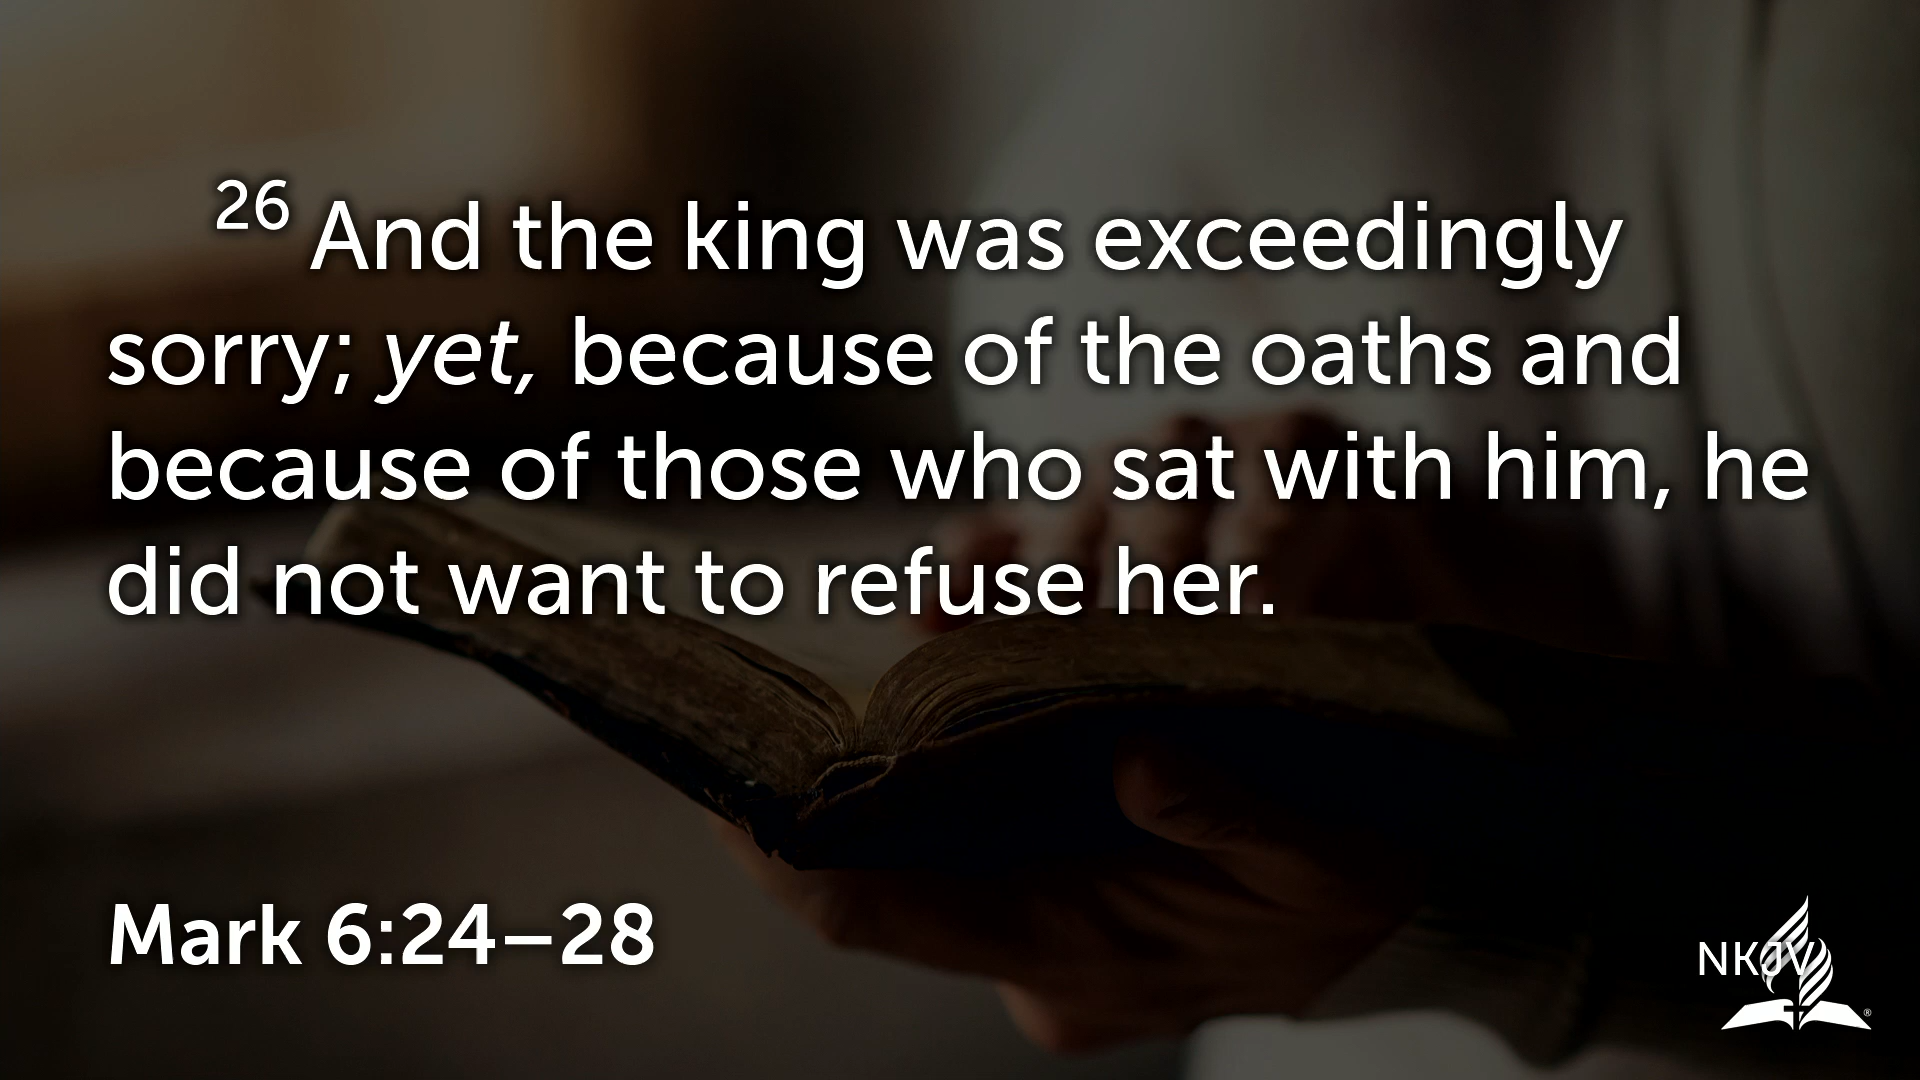 26 And the king was exceedingly
sorry; yet, because of the oaths and
because of those who sat with him, he
did not want to refuse her.
Mark 6:24–28
NKJV
®